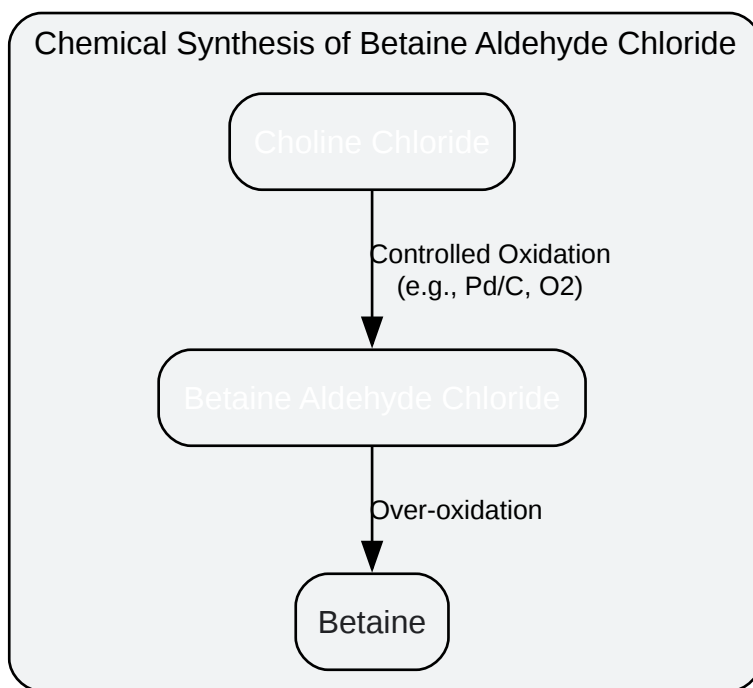 Chemical Synthesis of Betaine Aldehyde Chloride
Choline Chloride
Controlled Oxidation
(e.g., Pd/C, O2)
Betaine Aldehyde Chloride
Over-oxidation
Betaine